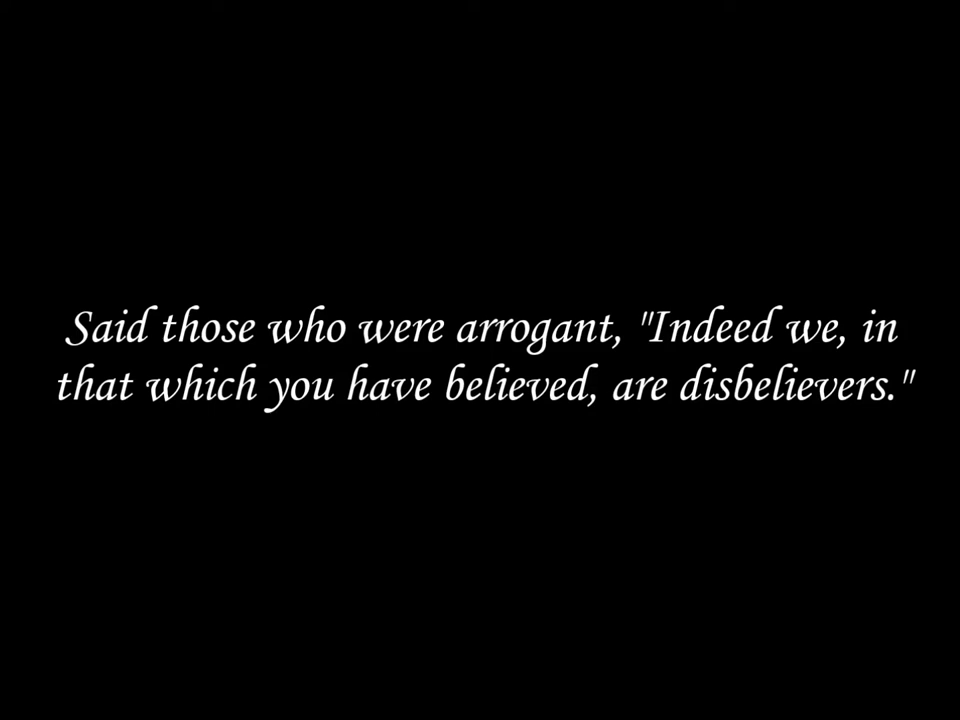 Said those who were arrogant, "Indeed we, in
that which you have believed, are disbelievers."